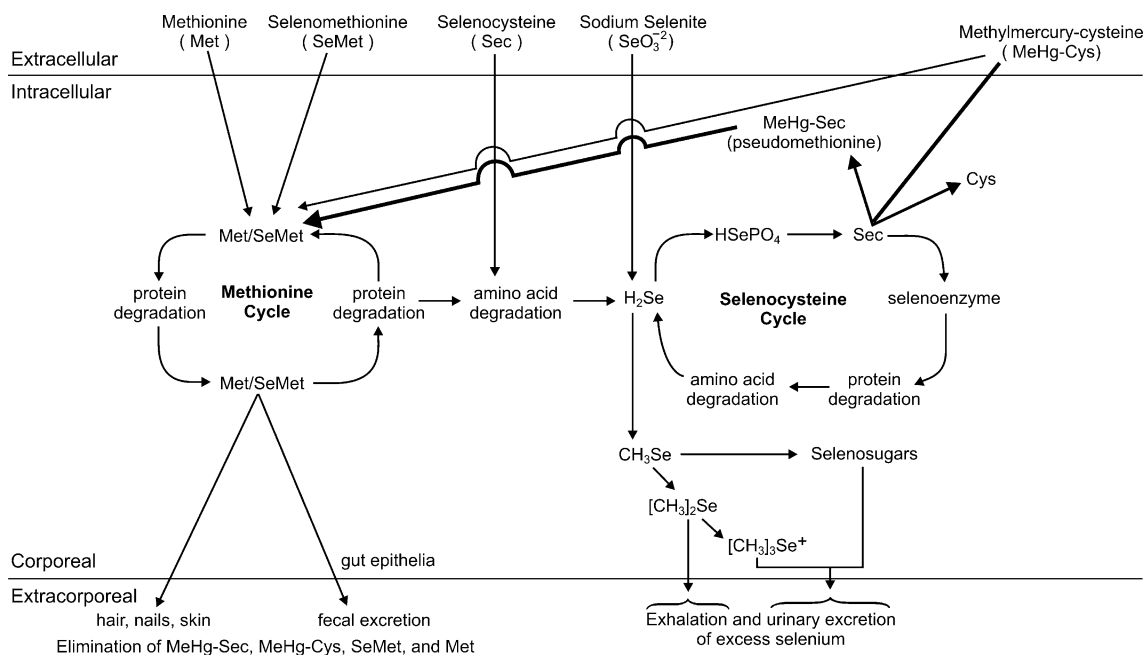 Methionine
( Met )
Selenomethionine
( SeMet )
Selenocysteine
( Sec )
Sodium Selenite
( SeO₃⁻² )
Methylmercury-cysteine
( MeHg-Cys)
Extracellular
Intracellular
MeHg-Sec
(pseudomethionine)
Cys
Met/SeMet
HSePO₄
Sec
protein
degradation
Methionine
Cycle
protein
degradation
amino acid
degradation
H₂Se
Selenocysteine
Cycle
selenoenzyme
Met/SeMet
amino acid
degradation
protein
degradation
CH₃Se
Selenosugars
[CH₃]₂Se
[CH₃]₃Se⁺
Corporeal
gut epithelia
Extracorporeal
hair, nails, skin
fecal excretion
Elimination of MeHg-Sec, MeHg-Cys, SeMet, and Met
Exhalation and urinary excretion
of excess selenium